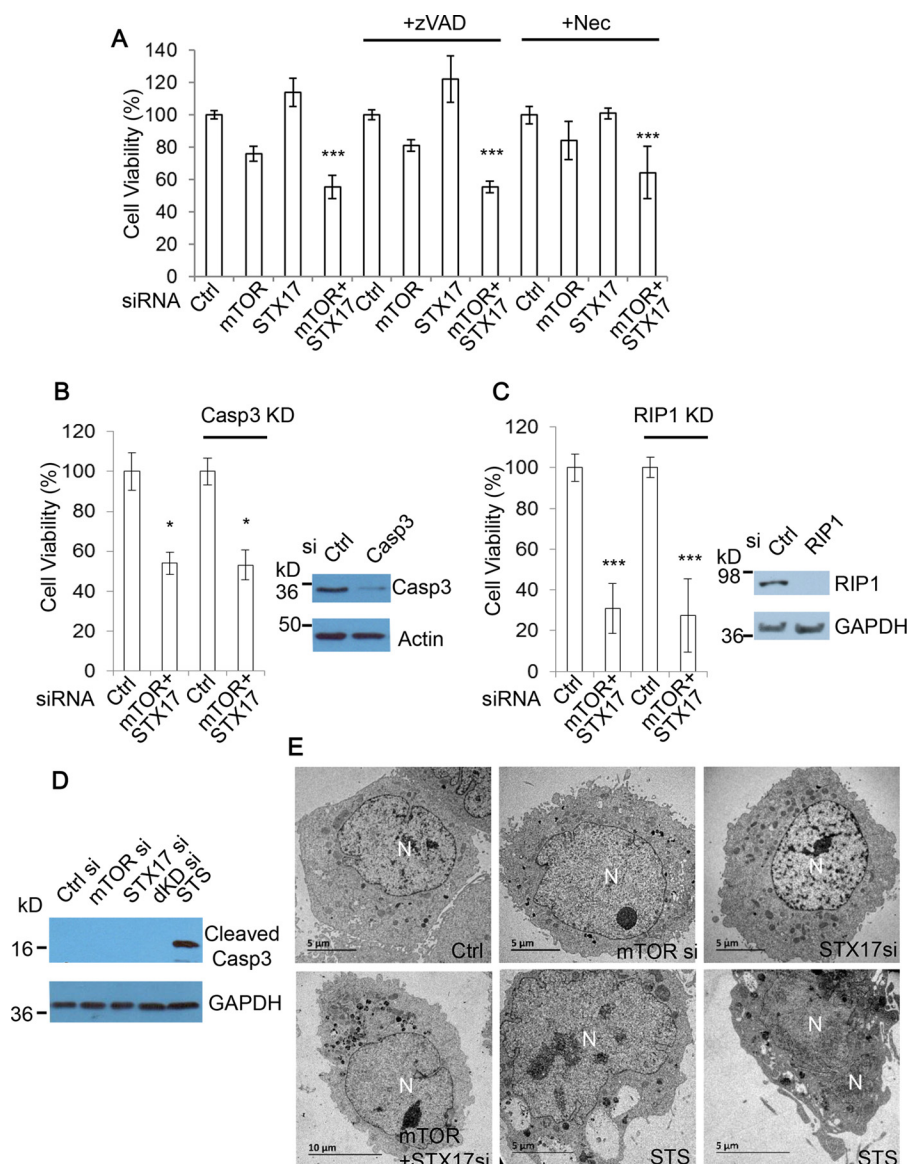 A
+zVAD
+Nec
Cell Viability (%)
140
120
100
80
60
40
20
0
***
***
***
siRNA
Ctrl
mTOR
STX17
mTOR+
STX17
Ctrl
mTOR
STX17
mTOR+
STX17
Ctrl
mTOR
STX17
mTOR+
STX17
B
Casp3 KD
Cell Viability (%)
120
100
80
60
40
20
0
*
*
siRNA
Ctrl
mTOR+
STX17
Ctrl
mTOR+
STX17
si
Ctrl
Casp3
kD
36
Casp3
50
Actin
C
RIP1 KD
Cell Viability (%)
120
100
80
60
40
20
0
***
***
siRNA
Ctrl
mTOR+
STX17
Ctrl
mTOR+
STX17
si
Ctrl
RIP1
kD
98
RIP1
36
GAPDH
D
Ctrl si
mTOR si
STX17 si
dKD si
STS
kD
16
Cleaved
Casp3
36
GAPDH
E
N
5 µm
Ctrl
N
5 µm
mTOR si
N
5 µm
STX17si
N
10 µm
mTOR
+STX17si
N
5 µm
STS
N
N
5 µm
STS